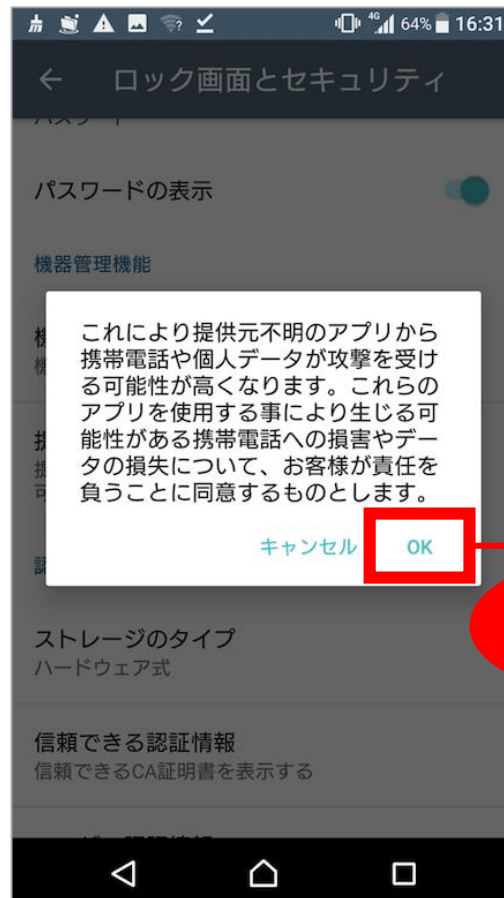 4G 64% 16:31
ロック画面とセキュリティ
パスワードの表示
機器管理機能
これにより提供元不明のアプリから
携帯電話や個人データが攻撃を受け
る可能性が高くなります。これらの
アプリを使用する事により生じる可
能性がある携帯電話への損害やデー
タの損失について、お客様が責任を
負うことに同意するものとします。
キャンセル OK
ストレージのタイプ
ハードウェア式
信頼できる認証情報
信頼できるCA証明書を表示する